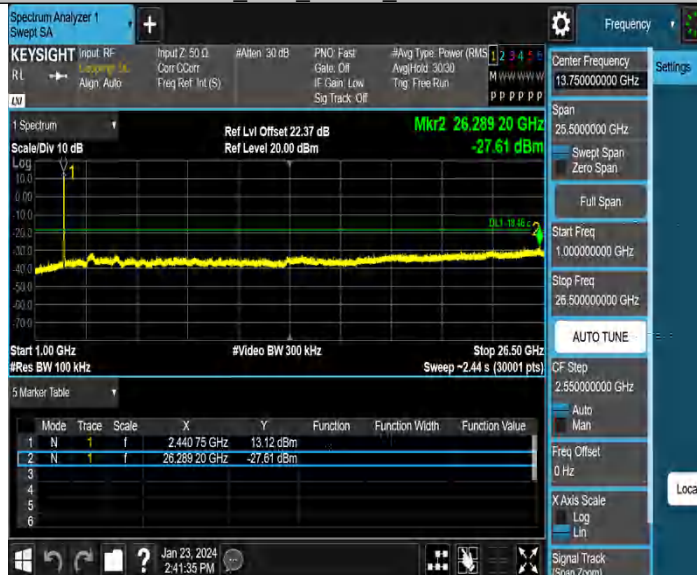 Spectrum Analyzer 1
Swept SA
+
Frequency
KEYSIGHT
RL
Input: RF
Align: Auto
Input Z: 50 Ω
Corr CCorr
Freq Ref: Int (S)
#Atten: 30 dB
PNO: Fast
Gate: Off
IF Gain: Low
Sig Track: Off
#Avg Type: Power (RMS
Avg|Hold: 30/30
Trig: Free Run
1 2 3 4 5 6
M W W W W W
P P P P P P
Settings
Center Frequency
13.750000000 GHz
Span
25.5000000 GHz
Swept Span
Zero Span
Full Span
Start Freq
1.000000000 GHz
Stop Freq
26.500000000 GHz
AUTO TUNE
CF Step
2.550000000 GHz
Auto
Man
Freq Offset
0 Hz
X Axis Scale
Log
Lin
Signal Track
(Span Zoom)
Local
LXI
1 Spectrum
Scale/Div 10 dB
Ref Lvl Offset 22.37 dB
Ref Level 20.00 dBm
Mkr2 26.289 20 GHz
-27.61 dBm
Log
10.0
0.00
-10.0
-20.0
-30.0
-40.0
-50.0
-60.0
-70.0
1
2
Start 1.00 GHz
#Res BW 100 kHz
#Video BW 300 kHz
Stop 26.50 GHz
Sweep ~2.44 s (30001 pts)
5 Marker Table
Mode Trace Scale X Y Function Function Width Function Value
1 N 1 f 2.440 75 GHz 13.12 dBm
2 N 1 f 26.289 20 GHz -27.61 dBm
3
4
5
6
?
Jan 23, 2024
2:41:35 PM